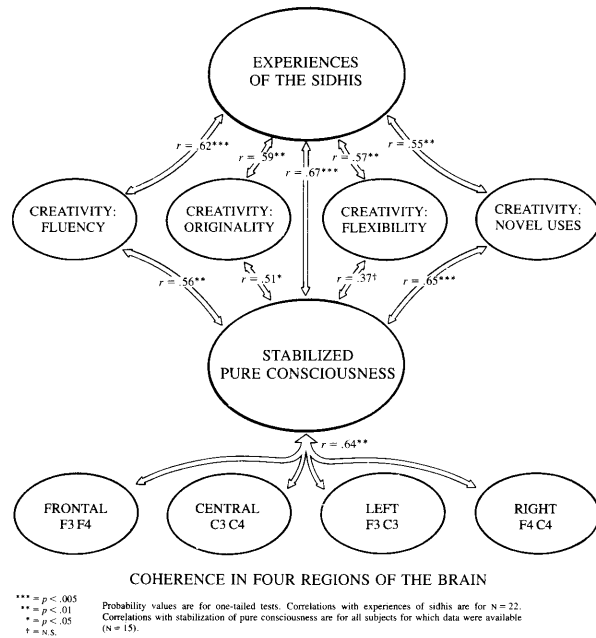 EXPERIENCES
OF THE SIDHIS
r = .62***
r = .59**
r = .67***
r = .57**
r = .55**
CREATIVITY:
FLUENCY
CREATIVITY:
ORIGINALITY
CREATIVITY:
FLEXIBILITY
CREATIVITY:
NOVEL USES
r = .56**
r = .51*
r = .37†
r = .65***
STABILIZED
PURE CONSCIOUSNESS
r = .64**
FRONTAL
F3 F4
CENTRAL
C3 C4
LEFT
F3 C3
RIGHT
F4 C4
COHERENCE IN FOUR REGIONS OF THE BRAIN
*** = p < .005
** = p < .01
* = p < .05
† = N.S.
Probability values are for one-tailed tests. Correlations with experiences of sidhis are for N = 22.
Correlations with stabilization of pure consciousness are for all subjects for which data were available
(N = 15).